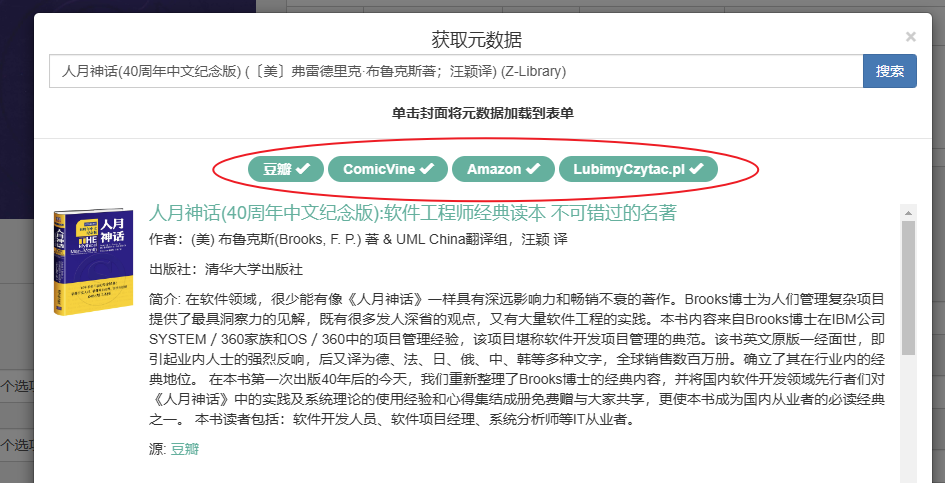 获取元数据
×
人月神话(40周年中文纪念版) (〔美〕弗雷德里克·布鲁克斯著；汪颖译) (Z-Library)
搜索
单击封面将元数据加载到表单
豆瓣 ✔ ComicVine ✔ Amazon ✔ LubimyCzytac.pl ✔
人月神话
人月神话(40周年中文纪念版):软件工程师经典读本 不可错过的名著
作者：(美) 布鲁克斯(Brooks, F. P.) 著 & UML China翻译组，汪颖 译
出版社：清华大学出版社
简介: 在软件领域，很少能有像《人月神话》一样具有深远影响力和畅销不衰的著作。Brooks博士为人们管理复杂项目
提供了最具洞察力的见解，既有很多发人深省的观点，又有大量软件工程的实践。本书内容来自Brooks博士在IBM公司
SYSTEM／360家族和OS／360中的项目管理经验，该项目堪称软件开发项目管理的典范。该书英文原版一经面世，即
引起业内人士的强烈反响，后又译为德、法、日、俄、中、韩等多种文字，全球销售数百万册。确立了其在行业内的经
典地位。 在本书第一次出版40年后的今天，我们重新整理了Brooks博士的经典内容，并将国内软件开发领域先行者们对
《人月神话》中的实践及系统理论的使用经验和心得集结成册免费赠与大家共享，更使本书成为国内从业者的必读经典
之一。 本书读者包括：软件开发人员、软件项目经理、系统分析师等IT从业者。
源: 豆瓣
个选项
个选项